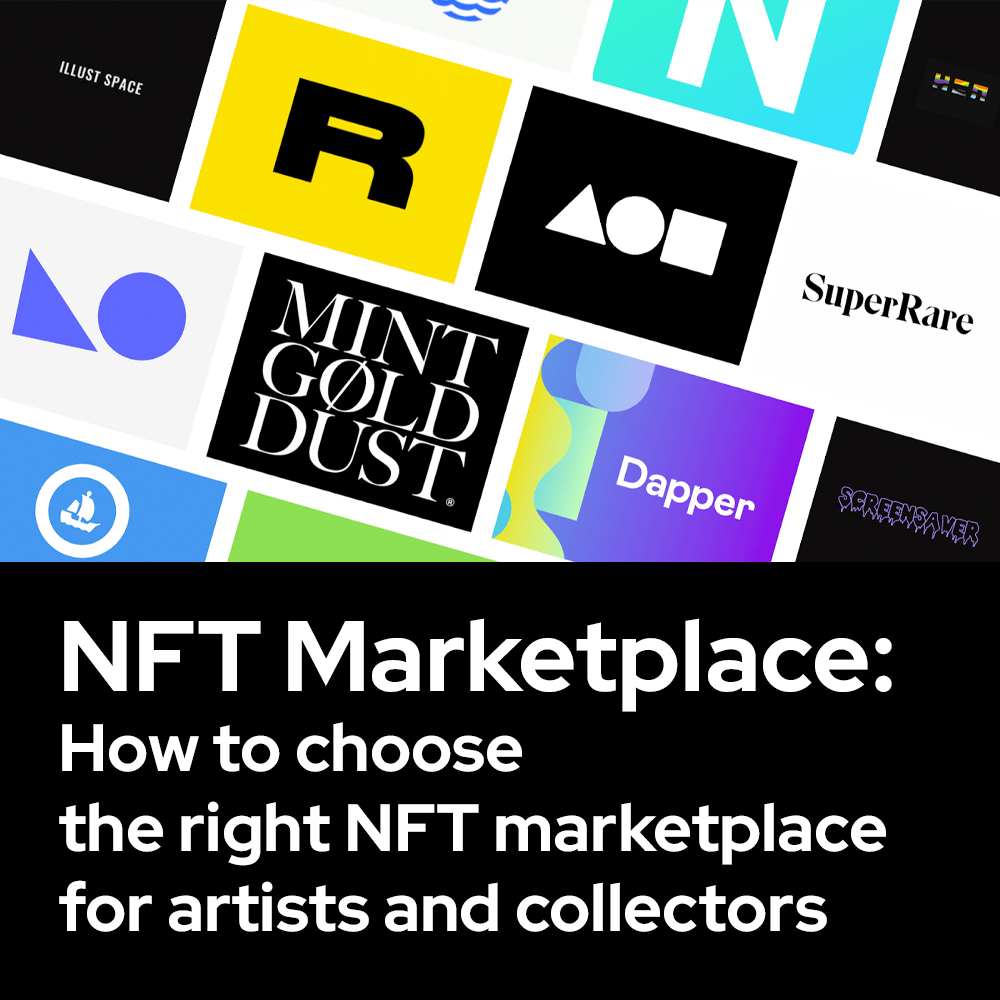 ILLUST SPACE
R
N
HEN
SuperRare
MINT
GØLD
DUST
®
Dapper
SCREENSAVER
NFT Marketplace:
How to choose
the right NFT marketplace
for artists and collectors